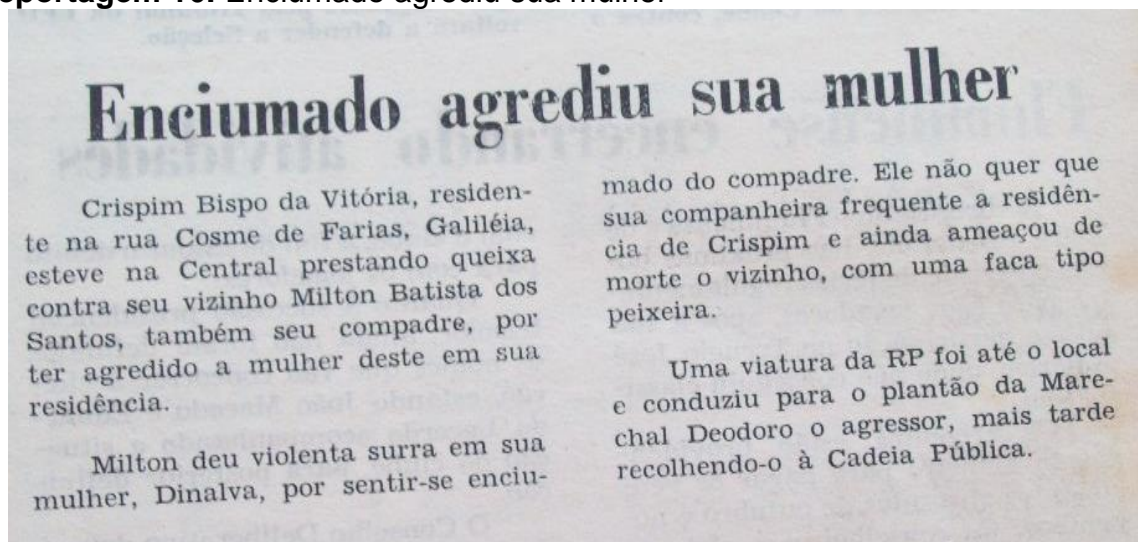 Enciumado agrediu sua mulher
Enciumado agrediu sua mulher
Crispim Bispo da Vitória, residen-
te na rua Cosme de Farias, Galiléia,
esteve na Central prestando queixa
contra seu vizinho Milton Batista dos
Santos, também seu compadre, por
ter agredido a mulher deste em sua
residência.
Milton deu violenta surra em sua
mulher, Dinalva, por sentir-se enciu-
mado do compadre. Ele não quer que
sua companheira frequente a residên-
cia de Crispim e ainda ameaçou de
morte o vizinho, com uma faca tipo
peixeira.
Uma viatura da RP foi até o local
e conduziu para o plantão da Mare-
chal Deodoro o agressor, mais tarde
recolhendo-o à Cadeia Pública.